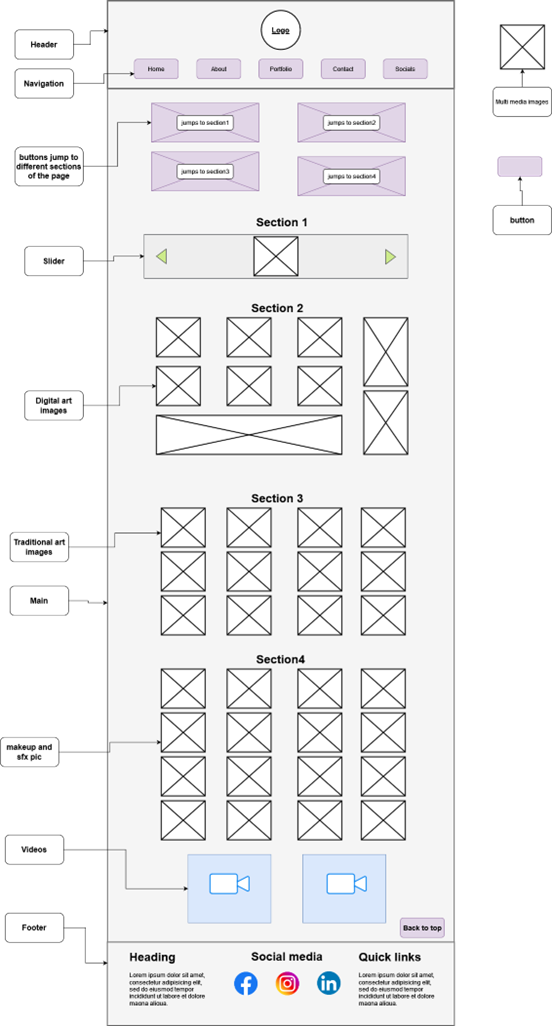 Logo
Header
Home
About
Portfolio
Contact
Socials
Navigation
Multi media images
jumps to section1
jumps to section2
buttons jump to
different sections
of the page
jumps to section3
jumps to section4
button
Section 1
Slider
Section 2
Digital art
images
Section 3
Traditional art
images
Main
Section4
makeup and
sfx pic
Videos
Footer
Back to top
Heading
Social media
Quick links
Lorem ipsum dolor sit amet,
consectetur adipisicing elit,
sed do eiusmod tempor
incididunt ut labore et dolore
magna aliqua.
f
in
Lorem ipsum dolor sit amet,
consectetur adipisicing elit,
sed do eiusmod tempor
incididunt ut labore et dolore
magna aliqua.